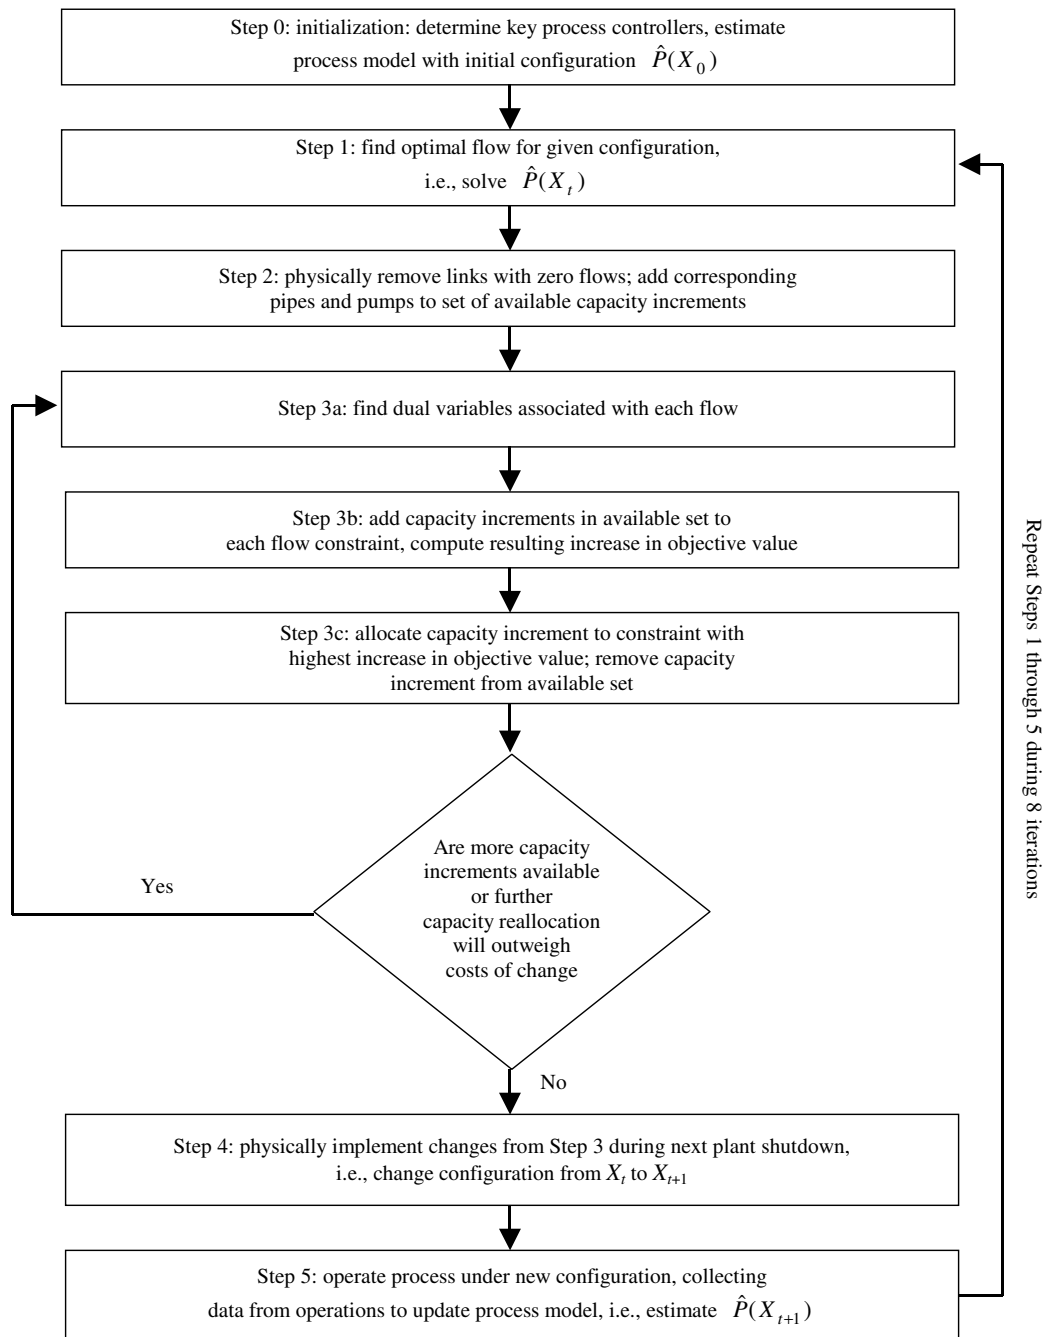 Step 0: initialization: determine key process controllers, estimate
process model with initial configuration P̂(X₀)
Step 1: find optimal flow for given configuration,
i.e., solve P̂(Xₜ)
Step 2: physically remove links with zero flows; add corresponding
pipes and pumps to set of available capacity increments
Step 3a: find dual variables associated with each flow
Step 3b: add capacity increments in available set to
each flow constraint, compute resulting increase in objective value
Step 3c: allocate capacity increment to constraint with
highest increase in objective value; remove capacity
increment from available set
Are more capacity
increments available
or further
capacity reallocation
will outweigh
costs of change
Yes
No
Step 4: physically implement changes from Step 3 during next plant shutdown,
i.e., change configuration from Xₜ to Xₜ₊₁
Step 5: operate process under new configuration, collecting
data from operations to update process model, i.e., estimate P̂(Xₜ₊₁)
Repeat Steps 1 through 5 during 8 iterations